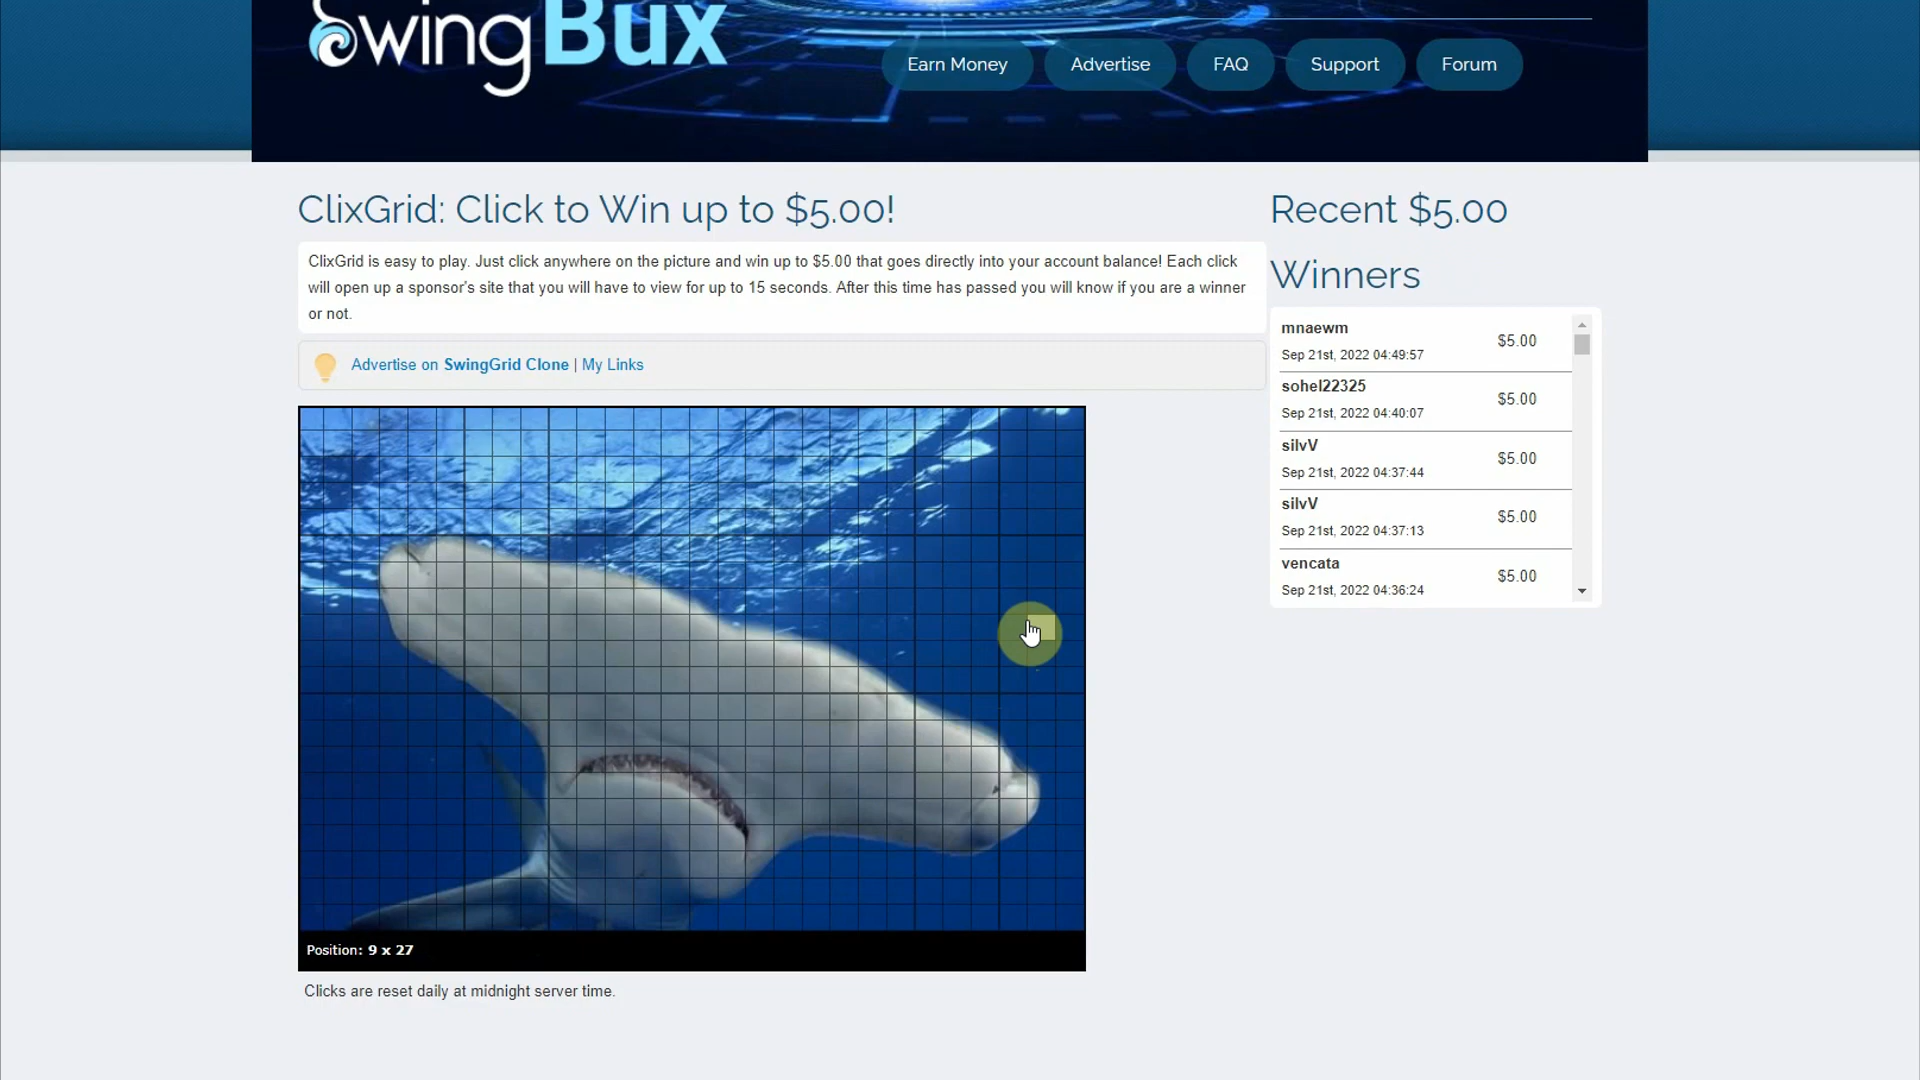 SwingBux
Earn Money
Advertise
FAQ
Support
Forum
ClixGrid: Click to Win up to $5.00!
ClixGrid is easy to play. Just click anywhere on the picture and win up to $5.00 that goes directly into your account balance! Each click
will open up a sponsor's site that you will have to view for up to 15 seconds. After this time has passed you will know if you are a winner
or not.
Advertise on SwingGrid Clone | My Links
Position: 9 x 27
Clicks are reset daily at midnight server time.
Recent $5.00
Winners
mnaewm
Sep 21st, 2022 04:49:57
$5.00
sohel22325
Sep 21st, 2022 04:40:07
$5.00
silvV
Sep 21st, 2022 04:37:44
$5.00
silvV
Sep 21st, 2022 04:37:13
$5.00
vencata
Sep 21st, 2022 04:36:24
$5.00